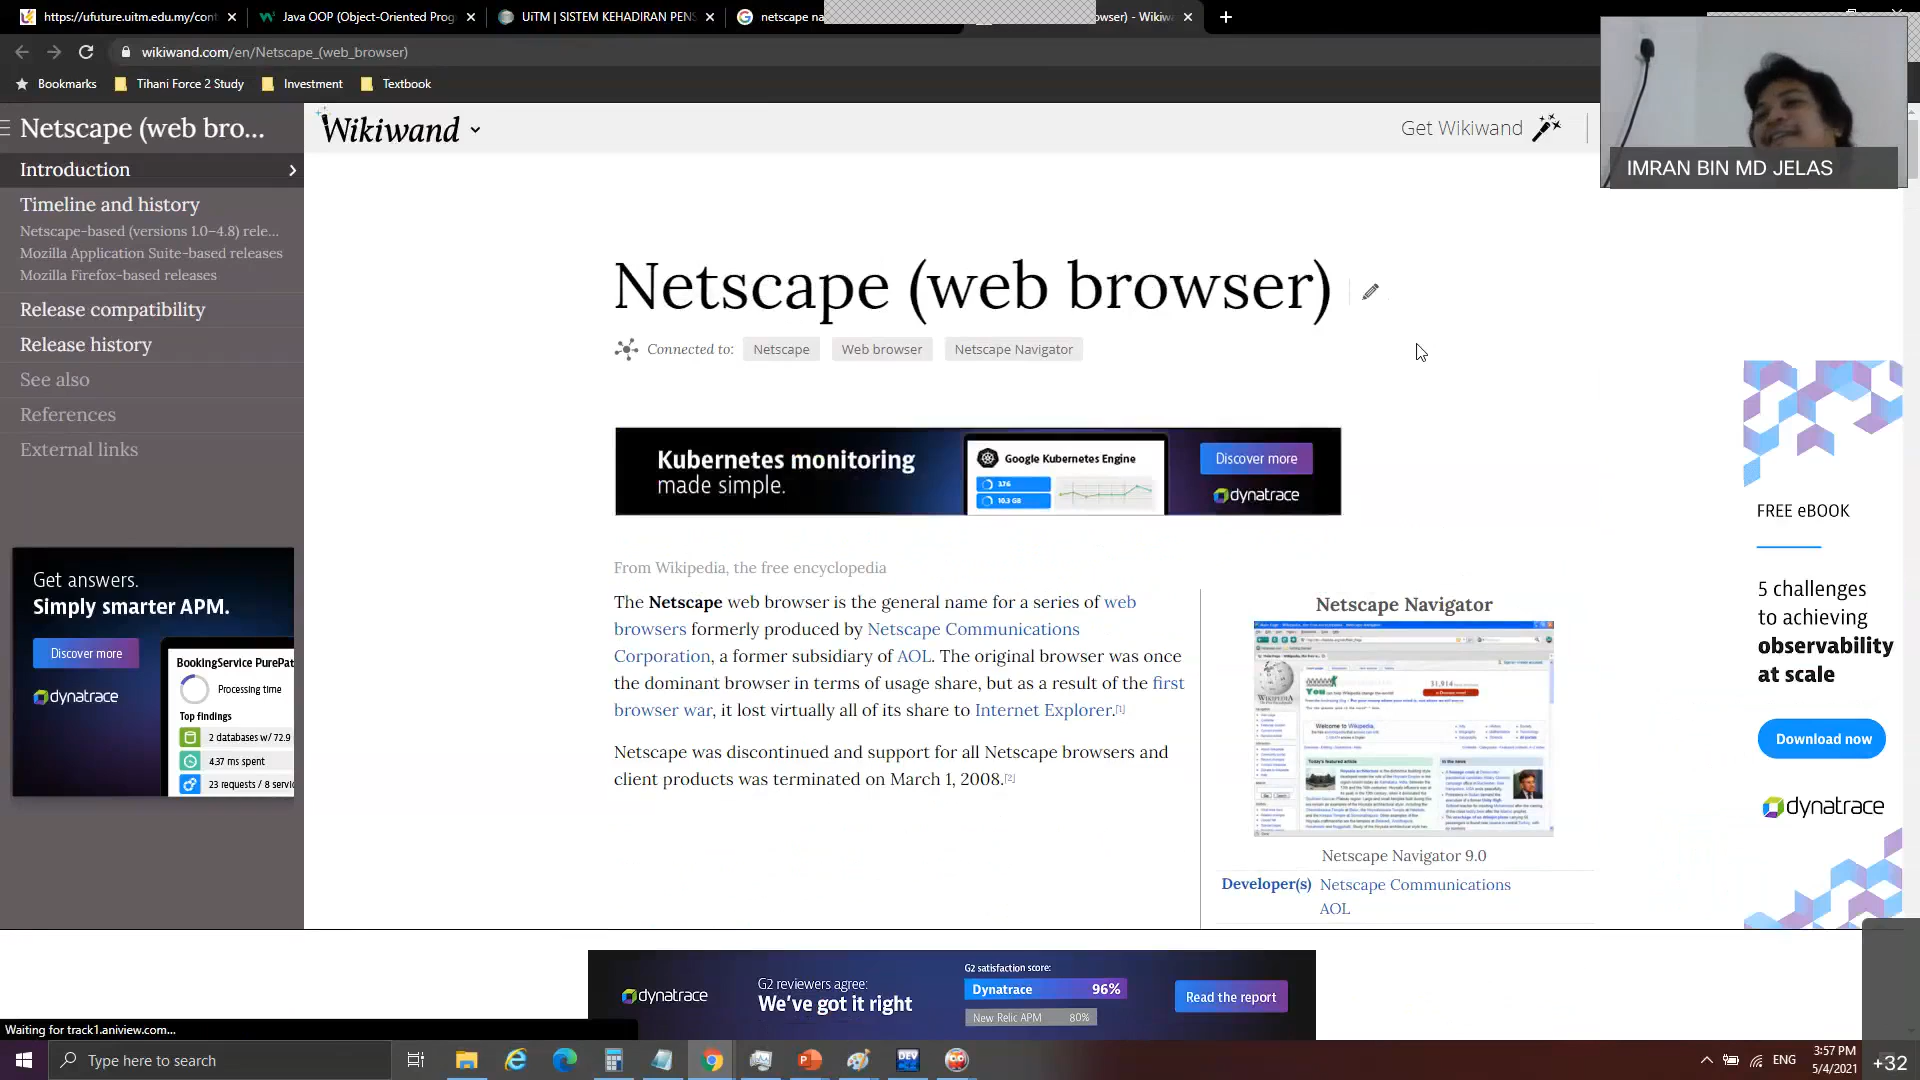 https://ufuture.uitm.edu.my/cont
Java OOP (Object-Oriented Prog
UiTM | SISTEM KEHADIRAN PENS
netscape na
owser) - Wikiw
wikiwand.com/en/Netscape_(web_browser)
Bookmarks
Tihani Force 2 Study
Investment
Textbook
Netscape (web bro...
Introduction
Timeline and history
Netscape-based (versions 1.0–4.8) rele...
Mozilla Application Suite-based releases
Mozilla Firefox-based releases
Release compatibility
Release history
See also
References
External links
Get answers.
Simply smarter APM.
Discover more
dynatrace
BookingService PurePat
Processing time
Top findings
2 databases w/ 72.9
4.37 ms spent
23 requests / 8 servic
Wikiwand
Get Wikiwand
IMRAN BIN MD JELAS
Netscape (web browser)
Connected to:
Netscape
Web browser
Netscape Navigator
Kubernetes monitoring
made simple.
Google Kubernetes Engine
376
10.3 GB
Discover more
dynatrace
From Wikipedia, the free encyclopedia
The Netscape web browser is the general name for a series of web
browsers formerly produced by Netscape Communications
Corporation, a former subsidiary of AOL. The original browser was once
the dominant browser in terms of usage share, but as a result of the first
browser war, it lost virtually all of its share to Internet Explorer.[1]
Netscape was discontinued and support for all Netscape browsers and
client products was terminated on March 1, 2008.[2]
Netscape Navigator
Netscape Navigator 9.0
Developer(s)
Netscape Communications
AOL
FREE eBOOK
5 challenges
to achieving
observability
at scale
Download now
dynatrace
dynatrace
G2 reviewers agree:
We've got it right
G2 satisfaction score:
Dynatrace 96%
New Relic APM 80%
Read the report
Waiting for track1.aniview.com...
Type here to search
DEV
ENG
3:57 PM
5/4/2021
+32